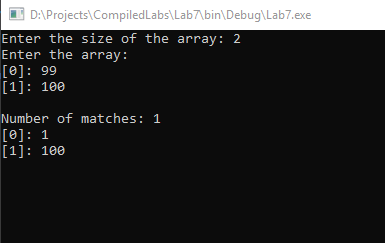 D:\Projects\CompiledLabs\Lab7\bin\Debug\Lab7.exe
Enter the size of the array: 2
Enter the array:
[0]: 99
[1]: 100
Number of matches: 1
[0]: 1
[1]: 100